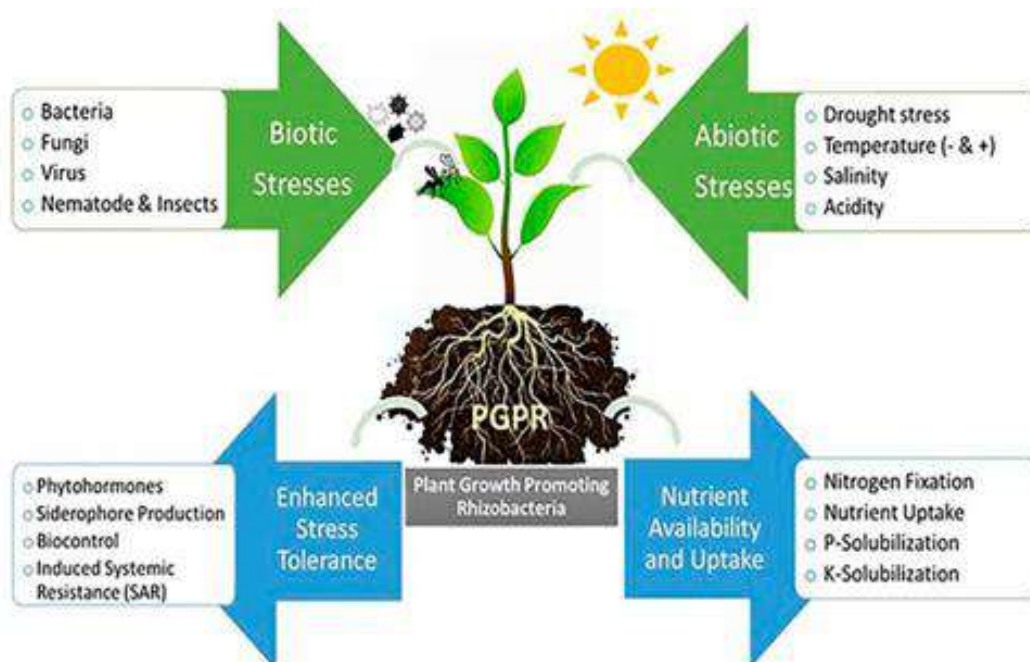 Bacteria
Fungi
Virus
Nematode & Insects
Biotic
Stresses
Abiotic
Stresses
Drought stress
Temperature (- & +)
Salinity
Acidity
PGPR
Plant Growth Promoting
Rhizobacteria
Phytohormones
Siderophore Production
Biocontrol
Induced Systemic
Resistance (SAR)
Enhanced
Stress
Tolerance
Nutrient
Availability
and Uptake
Nitrogen Fixation
Nutrient Uptake
P-Solubilization
K-Solubilization